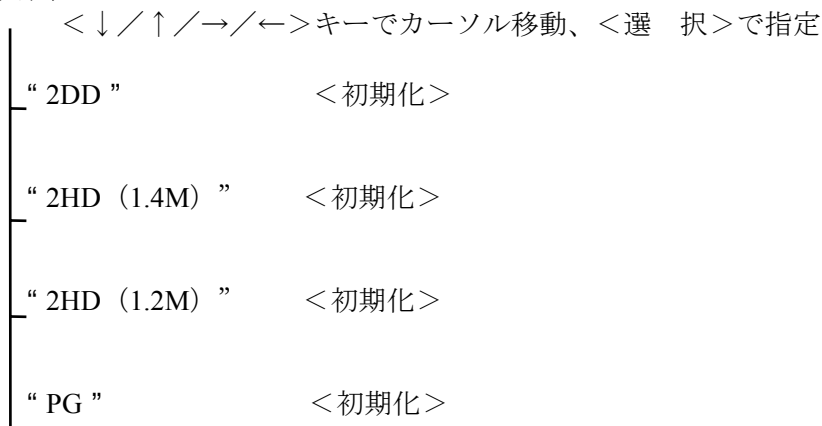 <↓/↑/→/←>キーでカーソル移動、<選　択>で指定
“ 2DD ”　<初期化>
“ 2HD（1.4M）”　<初期化>
“ 2HD（1.2M）”　<初期化>
“ PG ”　<初期化>